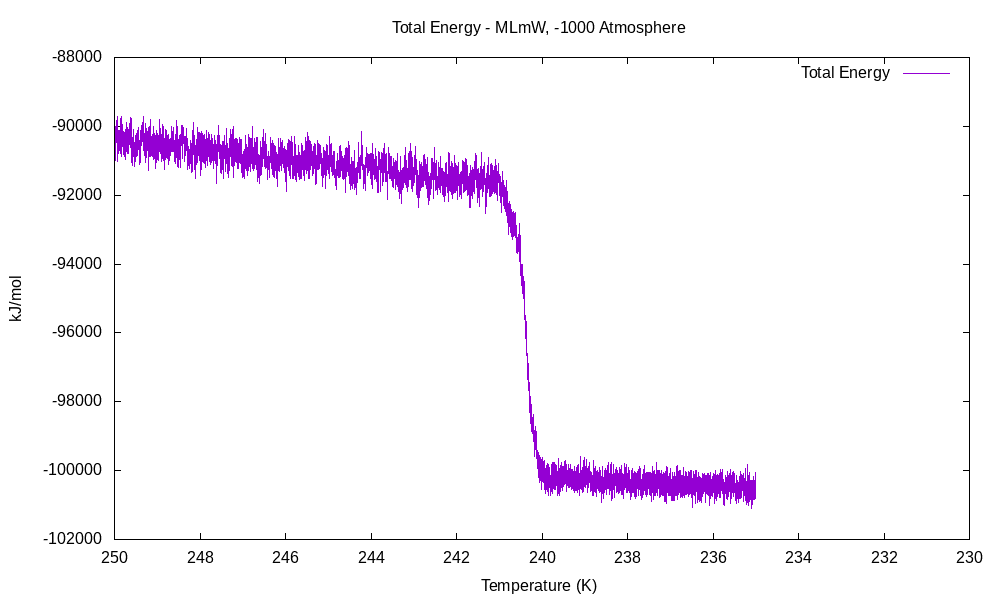 Total Energy - MLmW, -1000 Atmosphere
Total Energy
-88000
-90000
-92000
-94000
-96000
-98000
-100000
-102000
kJ/mol
250 248 246 244 242 240 238 236 234 232 230
Temperature (K)